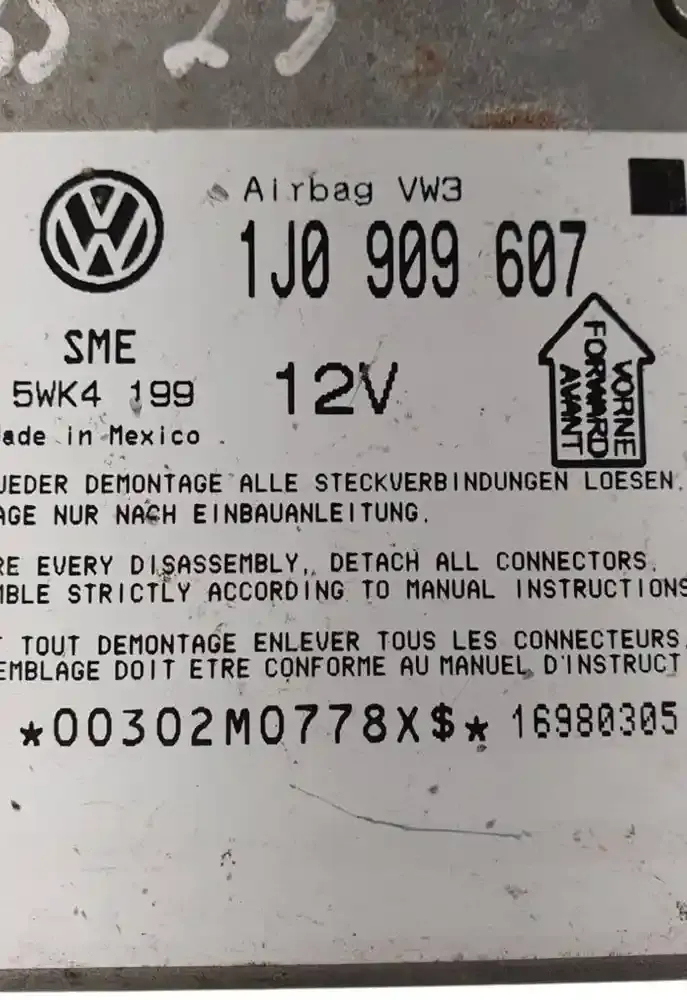 Airbag VW3
1J0 909 607
SME
5WK4 199
12V
VORNE
FORWARD
AVANT
ade in Mexico
JEDER DEMONTAGE ALLE STECKVERBINDUNGEN LOESEN.
AGE NUR NACH EINBAUANLEITUNG.
RE EVERY DISASSEMBLY, DETACH ALL CONNECTORS.
MBLE STRICTLY ACCORDING TO MANUAL INSTRUCTIONS
T TOUT DEMONTAGE ENLEVER TOUS LES CONNECTEURS.
EMBLAGE DOIT ETRE CONFORME AU MANUEL D'INSTRUCT
*00302M0778X$* 16980305